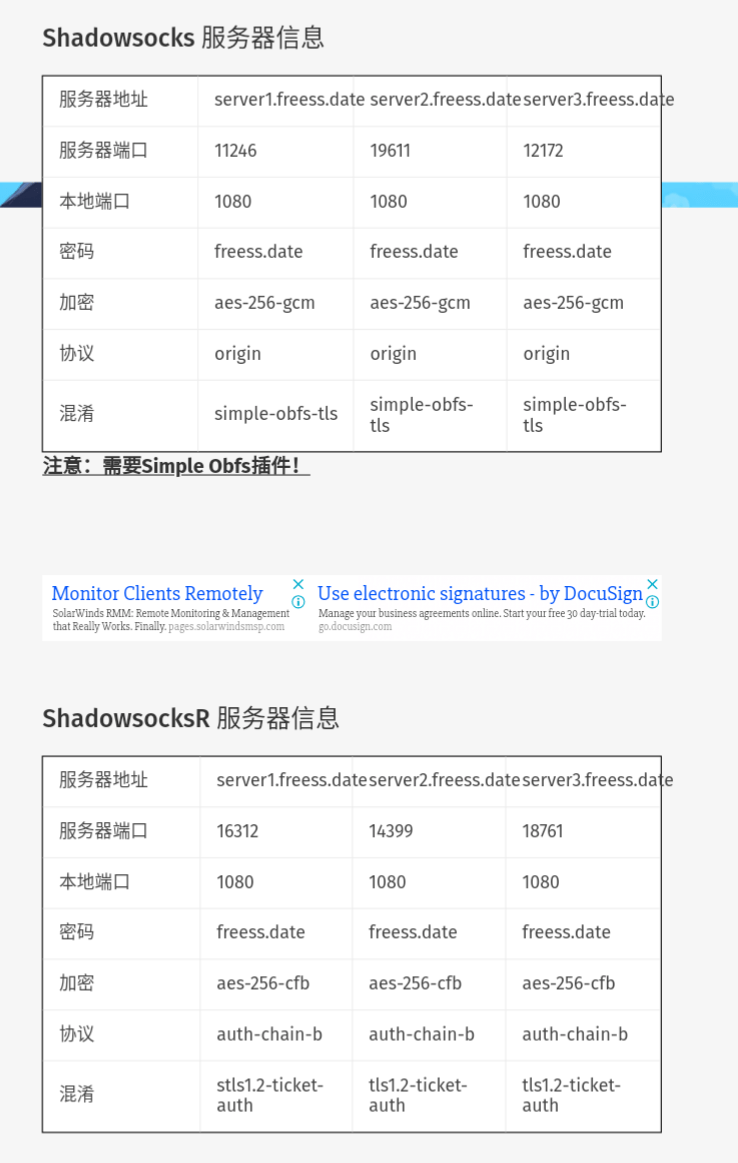 Shadowsocks 服务器信息
服务器地址 server1.freess.date server2.freess.date server3.freess.date
服务器端口 11246 19611 12172
本地端口 1080 1080 1080
密码 freess.date freess.date freess.date
加密 aes-256-gcm aes-256-gcm aes-256-gcm
协议 origin origin origin
混淆 simple-obfs-tls simple-obfs-tls simple-obfs-tls
注意：需要Simple Obfs插件！
Monitor Clients Remotely
SolarWinds RMM: Remote Monitoring & Management
that Really Works. Finally. pages.solarwindsmsp.com
Use electronic signatures - by DocuSign
Manage your business agreements online. Start your free 30 day-trial today.
go.docusign.com
ShadowsocksR 服务器信息
服务器地址 server1.freess.date server2.freess.date server3.freess.date
服务器端口 16312 14399 18761
本地端口 1080 1080 1080
密码 freess.date freess.date freess.date
加密 aes-256-cfb aes-256-cfb aes-256-cfb
协议 auth-chain-b auth-chain-b auth-chain-b
混淆 stls1.2-ticket-auth tls1.2-ticket-auth tls1.2-ticket-auth